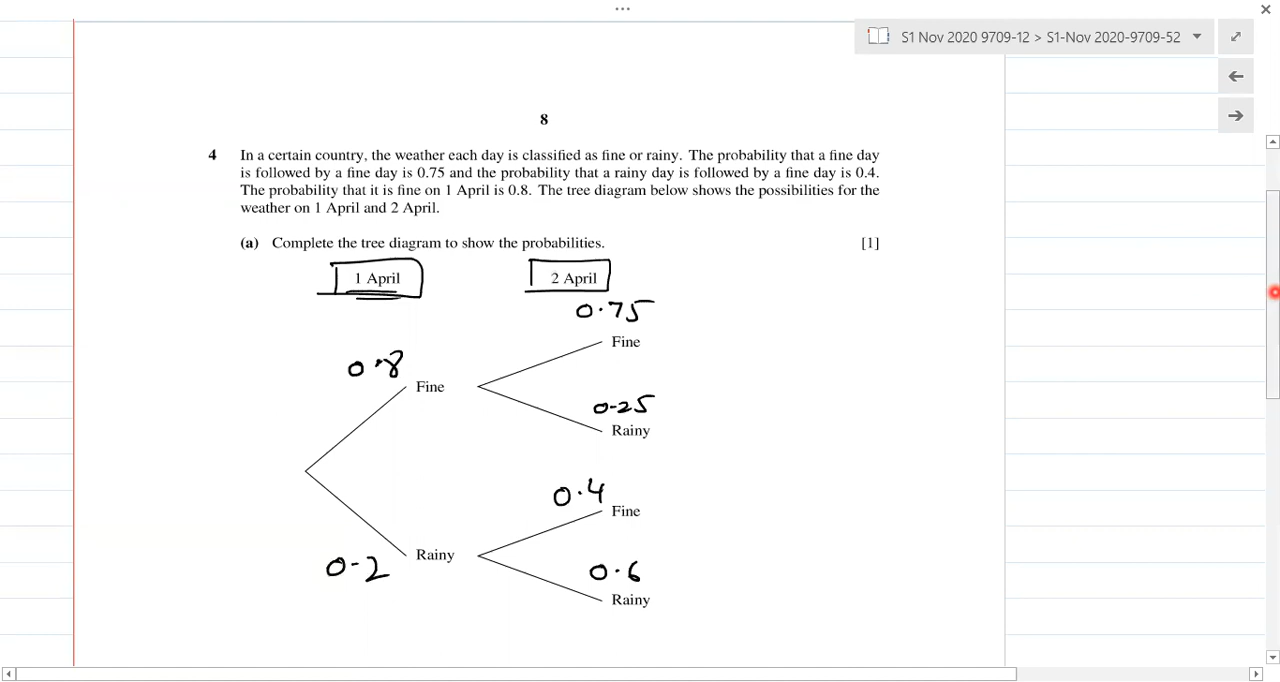 S1 Nov 2020 9709-12 > S1-Nov 2020-9709-52
8
4 In a certain country, the weather each day is classified as fine or rainy. The probability that a fine day
is followed by a fine day is 0.75 and the probability that a rainy day is followed by a fine day is 0.4.
The probability that it is fine on 1 April is 0.8. The tree diagram below shows the possibilities for the
weather on 1 April and 2 April.
(a) Complete the tree diagram to show the probabilities. [1]
1 April 2 April
0.75
Fine
0.8
Fine
0.25
Rainy
0.4
Fine
Rainy
0.2
0.6
Rainy